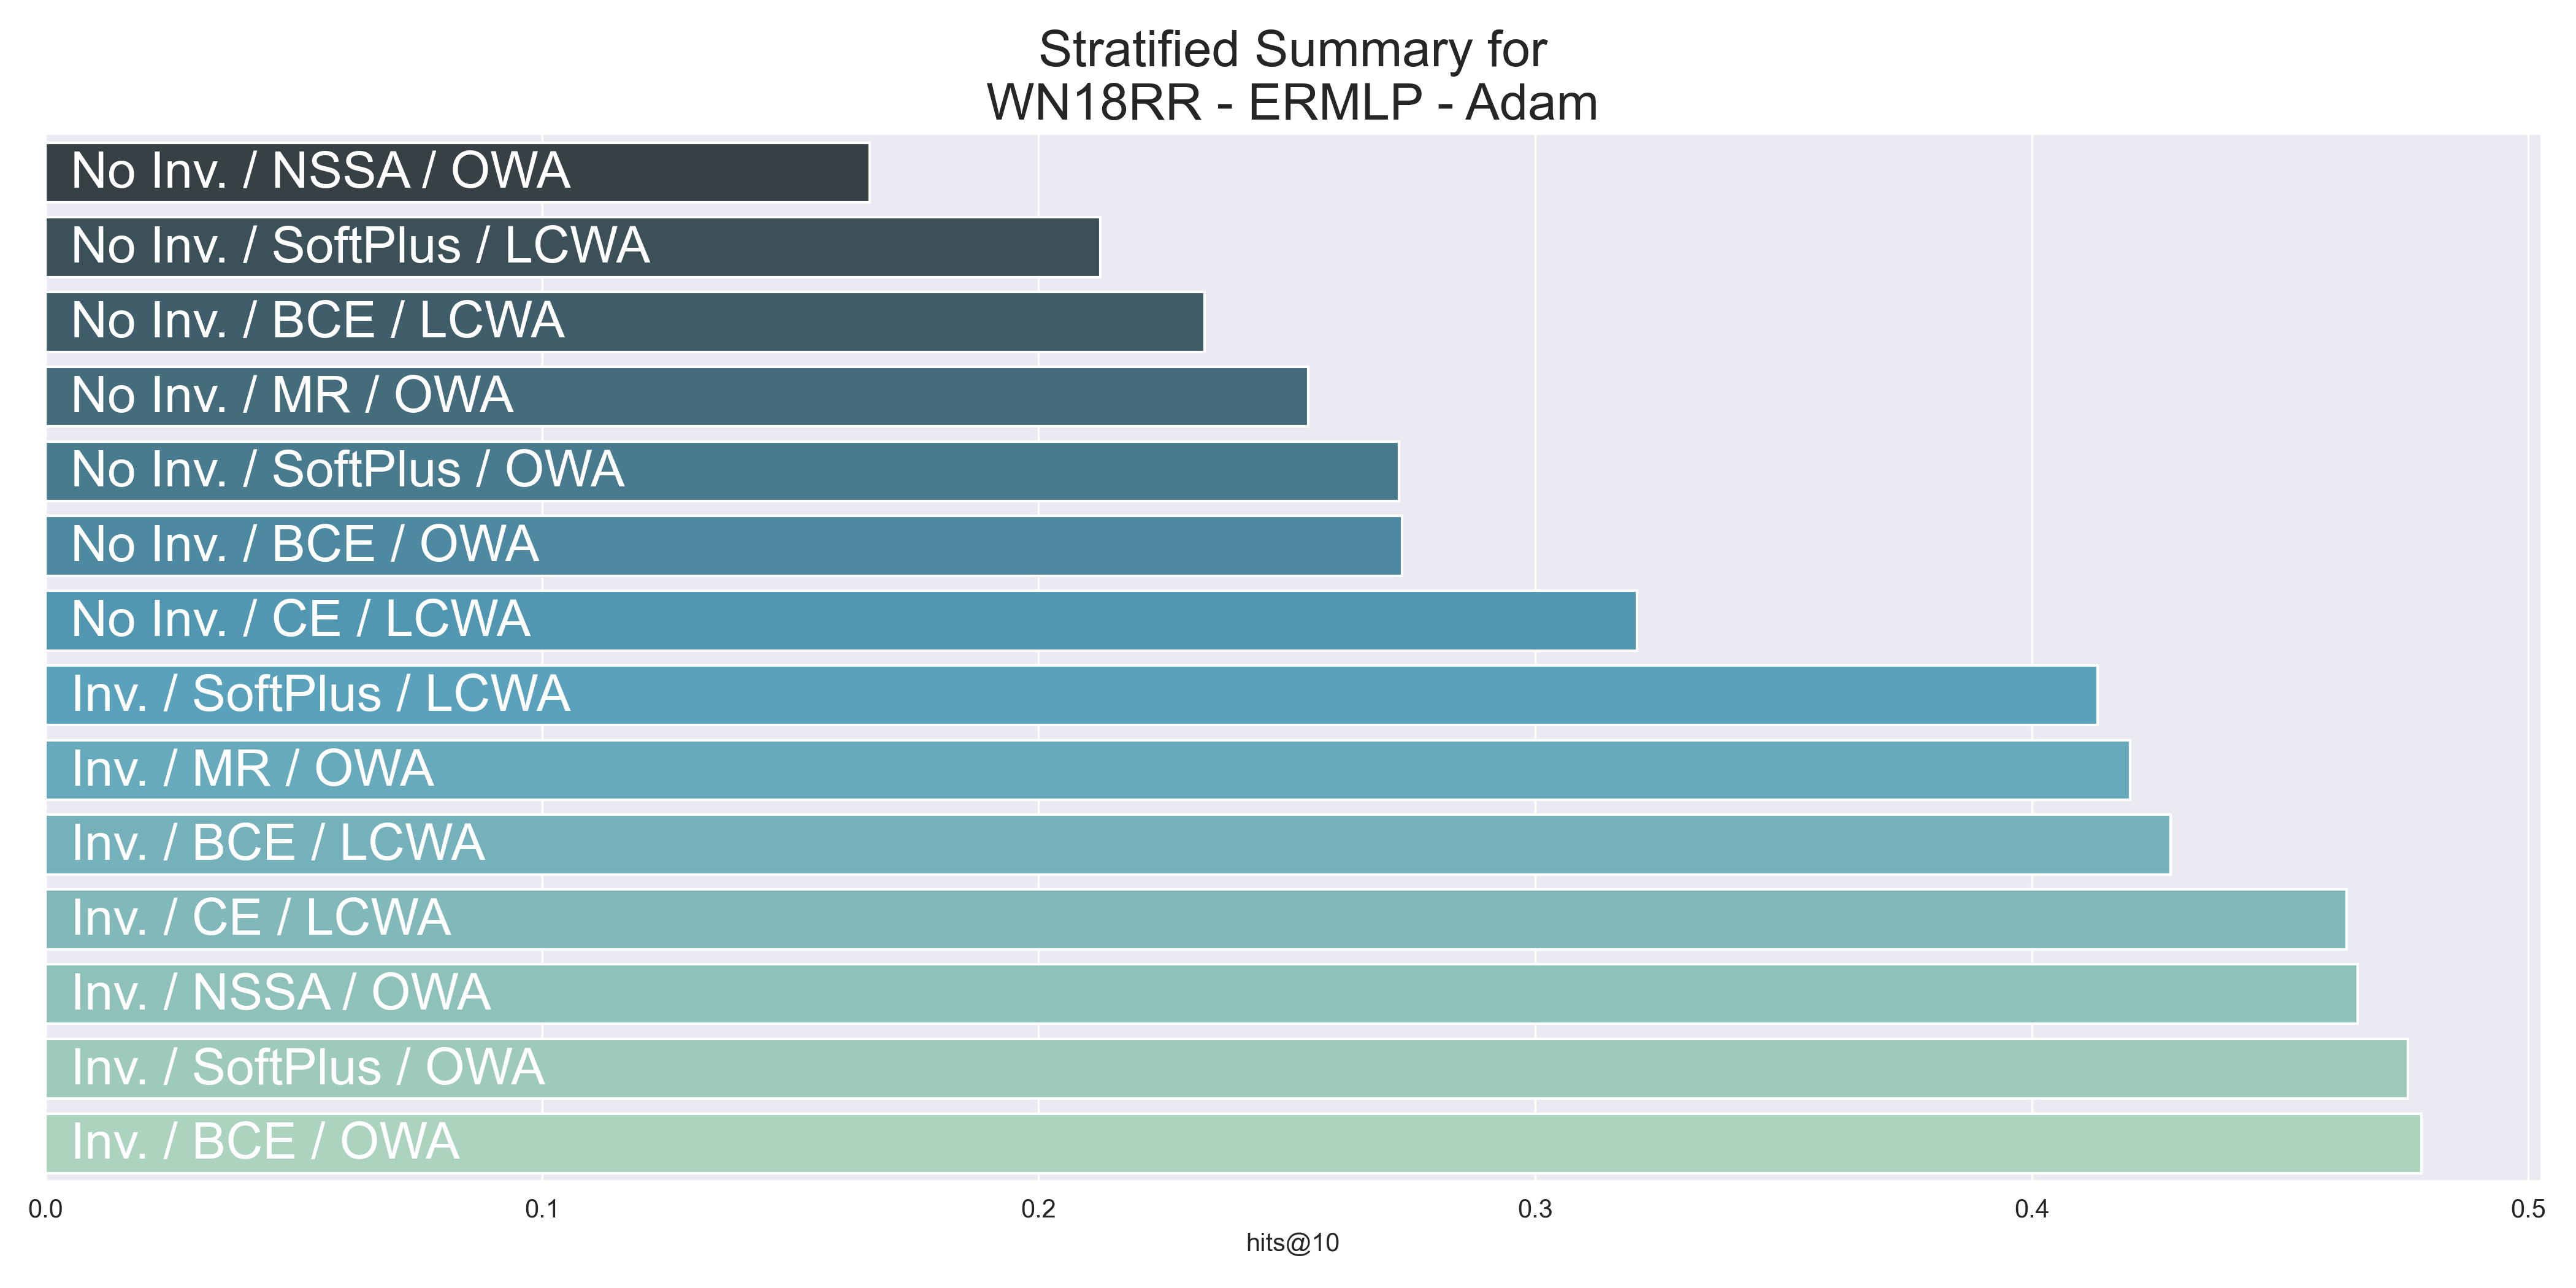 Stratified Summary for
WN18RR - ERMLP - Adam
No Inv. / NSSA / OWA
No Inv. / SoftPlus / LCWA
No Inv. / BCE / LCWA
No Inv. / MR / OWA
No Inv. / SoftPlus / OWA
No Inv. / BCE / OWA
No Inv. / CE / LCWA
Inv. / SoftPlus / LCWA
Inv. / MR / OWA
Inv. / BCE / LCWA
Inv. / CE / LCWA
Inv. / NSSA / OWA
Inv. / SoftPlus / OWA
Inv. / BCE / OWA
0.0 0.1 0.2 0.3 0.4 0.5
hits@10